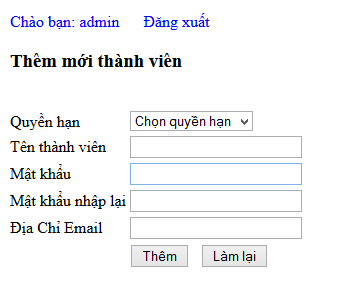 Chào bạn: admin Đăng xuất
Thêm mới thành viên
Quyền hạn Chọn quyền hạn
Tên thành viên
Mật khẩu
Mật khẩu nhập lại
Địa Chỉ Email
Thêm Làm lại